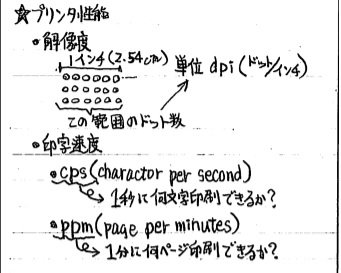 ☆プリンタ性能
•解像度
1インチ(2.54cm)
単位 dpi(ドット/インチ)
この範囲のドット数
•印字速度
•cps(charactor per second)
1秒に何文字印刷できるか?
•ppm(page per minutes)
1分に何ページ印刷できるか?